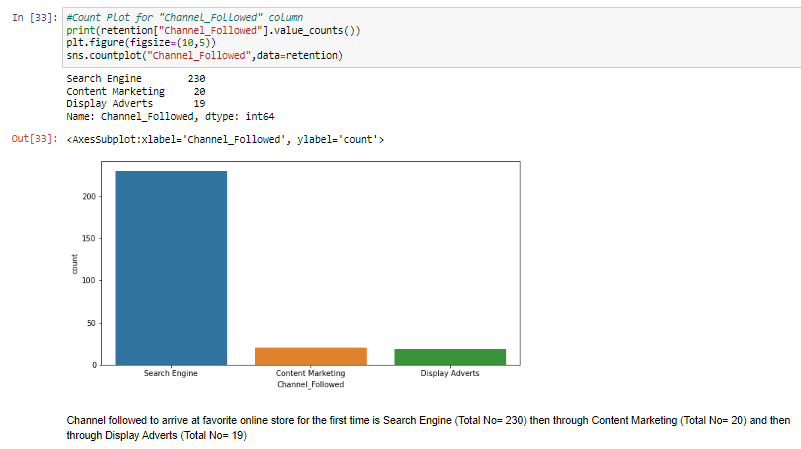 In [33]: #Count Plot for "Channel_Followed" column
print(retention["Channel_Followed"].value_counts())
plt.figure(figsize=(10,5))
sns.countplot("Channel_Followed",data=retention)
Search Engine 230
Content Marketing 20
Display Adverts 19
Name: Channel_Followed, dtype: int64
Out[33]: <AxesSubplot:xlabel='Channel_Followed', ylabel='count'>
200
150
100
50
0
count
Search Engine Content Marketing Display Adverts
Channel_Followed
Channel followed to arrive at favorite online store for the first time is Search Engine (Total No= 230) then through Content Marketing (Total No= 20) and then
through Display Adverts (Total No= 19)